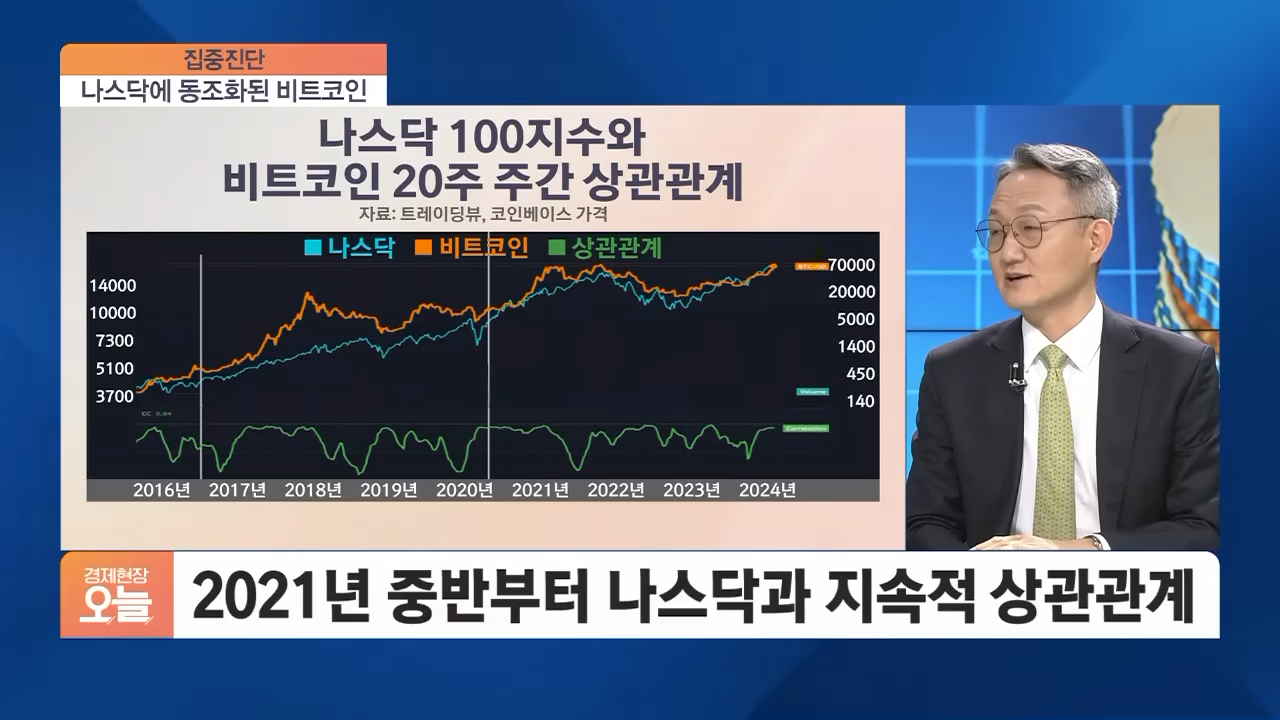 집중진단
나스닥에 동조화된 비트코인
나스닥 100지수와
비트코인 20주 주간 상관관계
자료: 트레이딩뷰, 코인베이스 가격
나스닥 비트코인 상관관계
BTCUSD
70000
14000
20000
10000
5000
7300
1400
5100
450
3700
140
Volume
CC 0.94
Correlation
2016년 2017년 2018년 2019년 2020년 2021년 2022년 2023년 2024년
경제현장
오늘
2021년 중반부터 나스닥과 지속적 상관관계